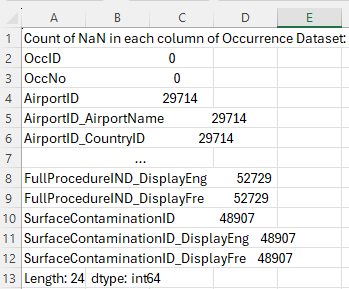 A B C D E
1 Count of NaN in each column of Occurrence Dataset:
2 OccID 0
3 OccNo 0
4 AirportID 29714
5 AirportID_AirportName 29714
6 AirportID_CountryID 29714
7 ...
8 FullProcedureIND_DisplayEng 52729
9 FullProcedureIND_DisplayFre 52729
10 SurfaceContaminationID 48907
11 SurfaceContaminationID_DisplayEng 48907
12 SurfaceContaminationID_DisplayFre 48907
13 Length: 24 dtype: int64